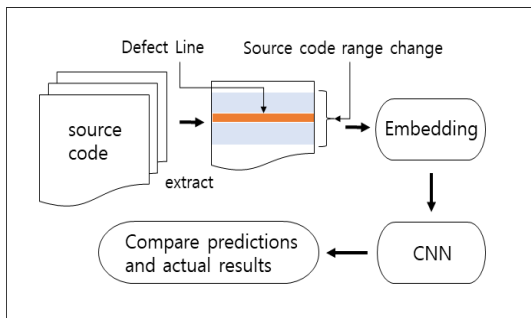 Defect Line
Source code range change
source
code
extract
Embedding
CNN
Compare predictions
and actual results